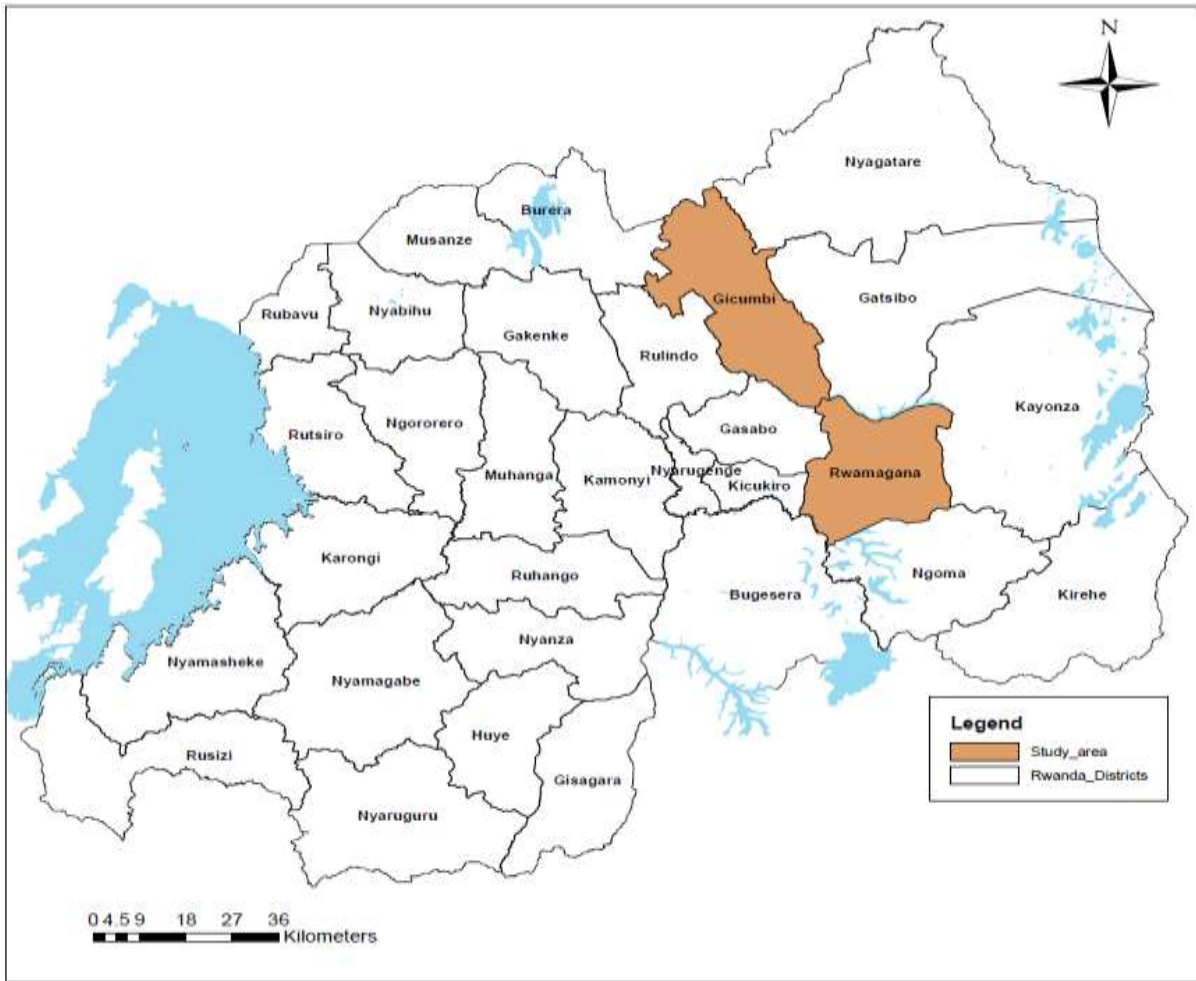 N
Nyagatare
Burera
Musanze
Gicumbi
Gatsibo
Rubavu
Nyabihu
Gakenke
Rulindo
Kayonza
Rutsiro
Ngororero
Gasabo
Muhanga
Kamonyi
Nyarugenge
Kicukiro
Rwamagana
Karongi
Ruhango
Bugesera
Ngoma
Kirehe
Nyanza
Nyamasheke
Nyamagabe
Huye
Rusizi
Gisagara
Nyaruguru
Legend
Study_area
Rwanda_Districts
0 4.5 9 18 27 36
Kilometers